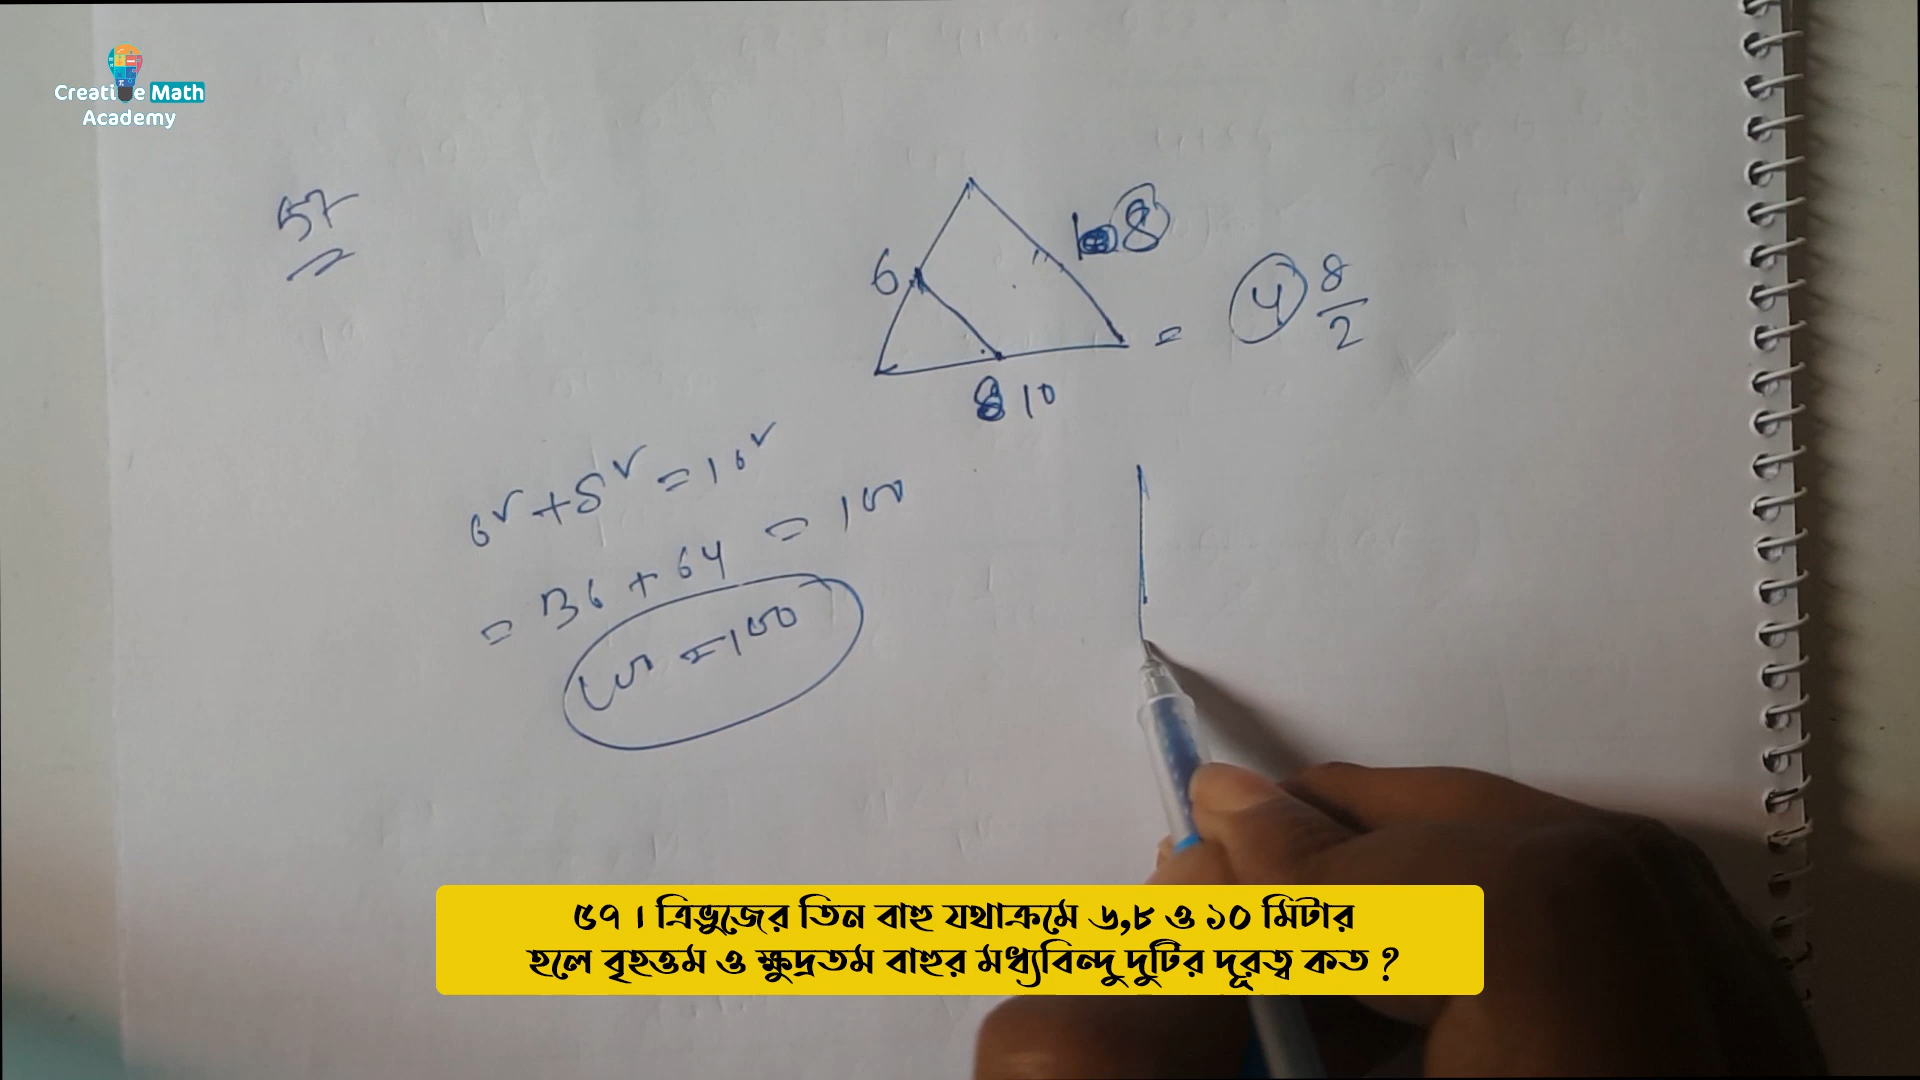 Creative Math
Academy
57
6
8
= 4 8/2
10
6² + 8² = 10²
= 36 + 64 = 100
100 = 100
৫৭। ত্রিভুজের তিন বাহু যথাক্রমে ৬,৮ ও ১০ মিটার
হলে বৃহত্তম ও ক্ষুদ্রতম বাহুর মধ্যবিন্দু দুটির দূরত্ব কত ?